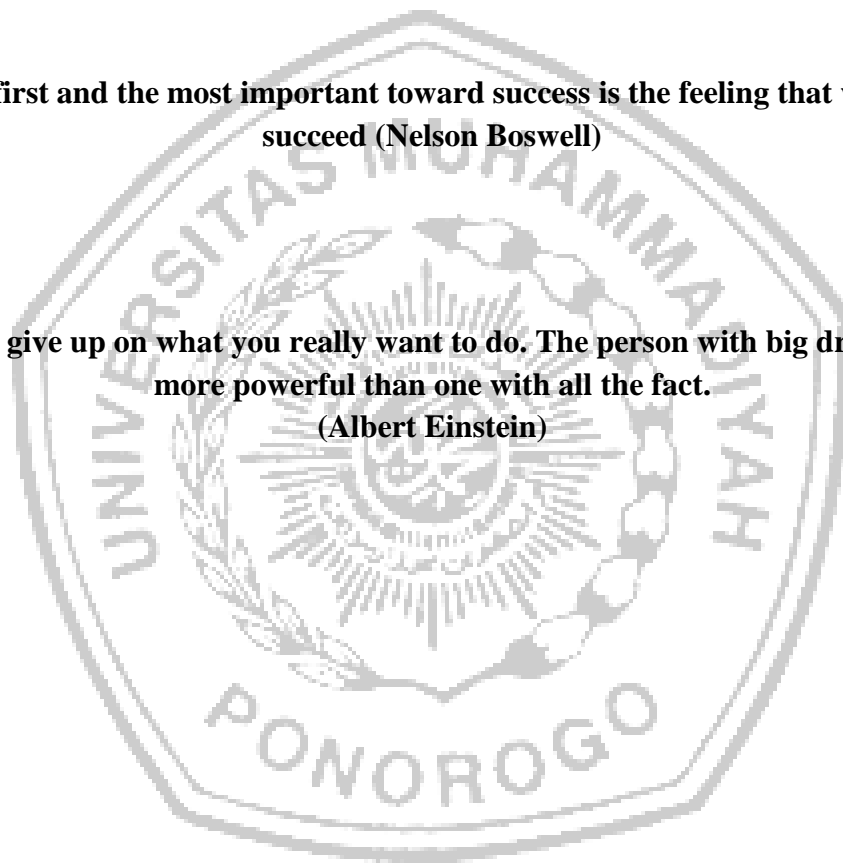 first and the most important toward success is the feeling that
succeed (Nelson Boswell)
UNIVERSITAS MUHAMMADIYAH
give up on what you really want to do. The person with big
more powerful than one with all the fact.
(Albert Einstein)
PONOROGO